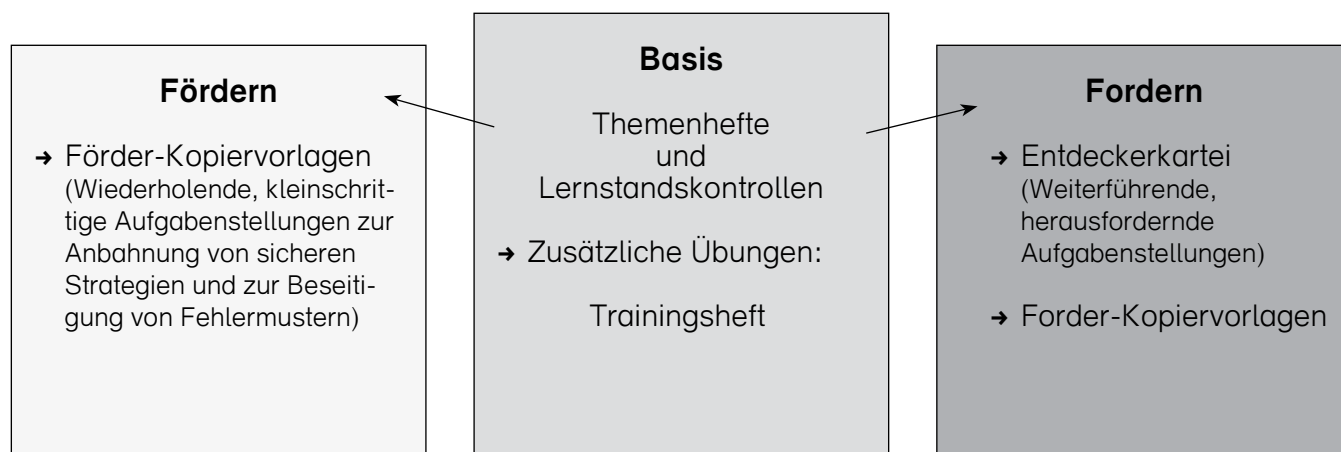 Fördern
→ Förder-Kopiervorlagen
(Wiederholende, kleinschrit-
tige Aufgabenstellungen zur
Anbahnung von sicheren
Strategien und zur Beseiti-
gung von Fehlermustern)
Basis
Themenhefte
und
Lernstandskontrollen
→ Zusätzliche Übungen:
Trainingsheft
Fordern
→ Entdeckerkartei
(Weiterführende,
herausfordernde
Aufgabenstellungen)
→ Forder-Kopiervorlagen